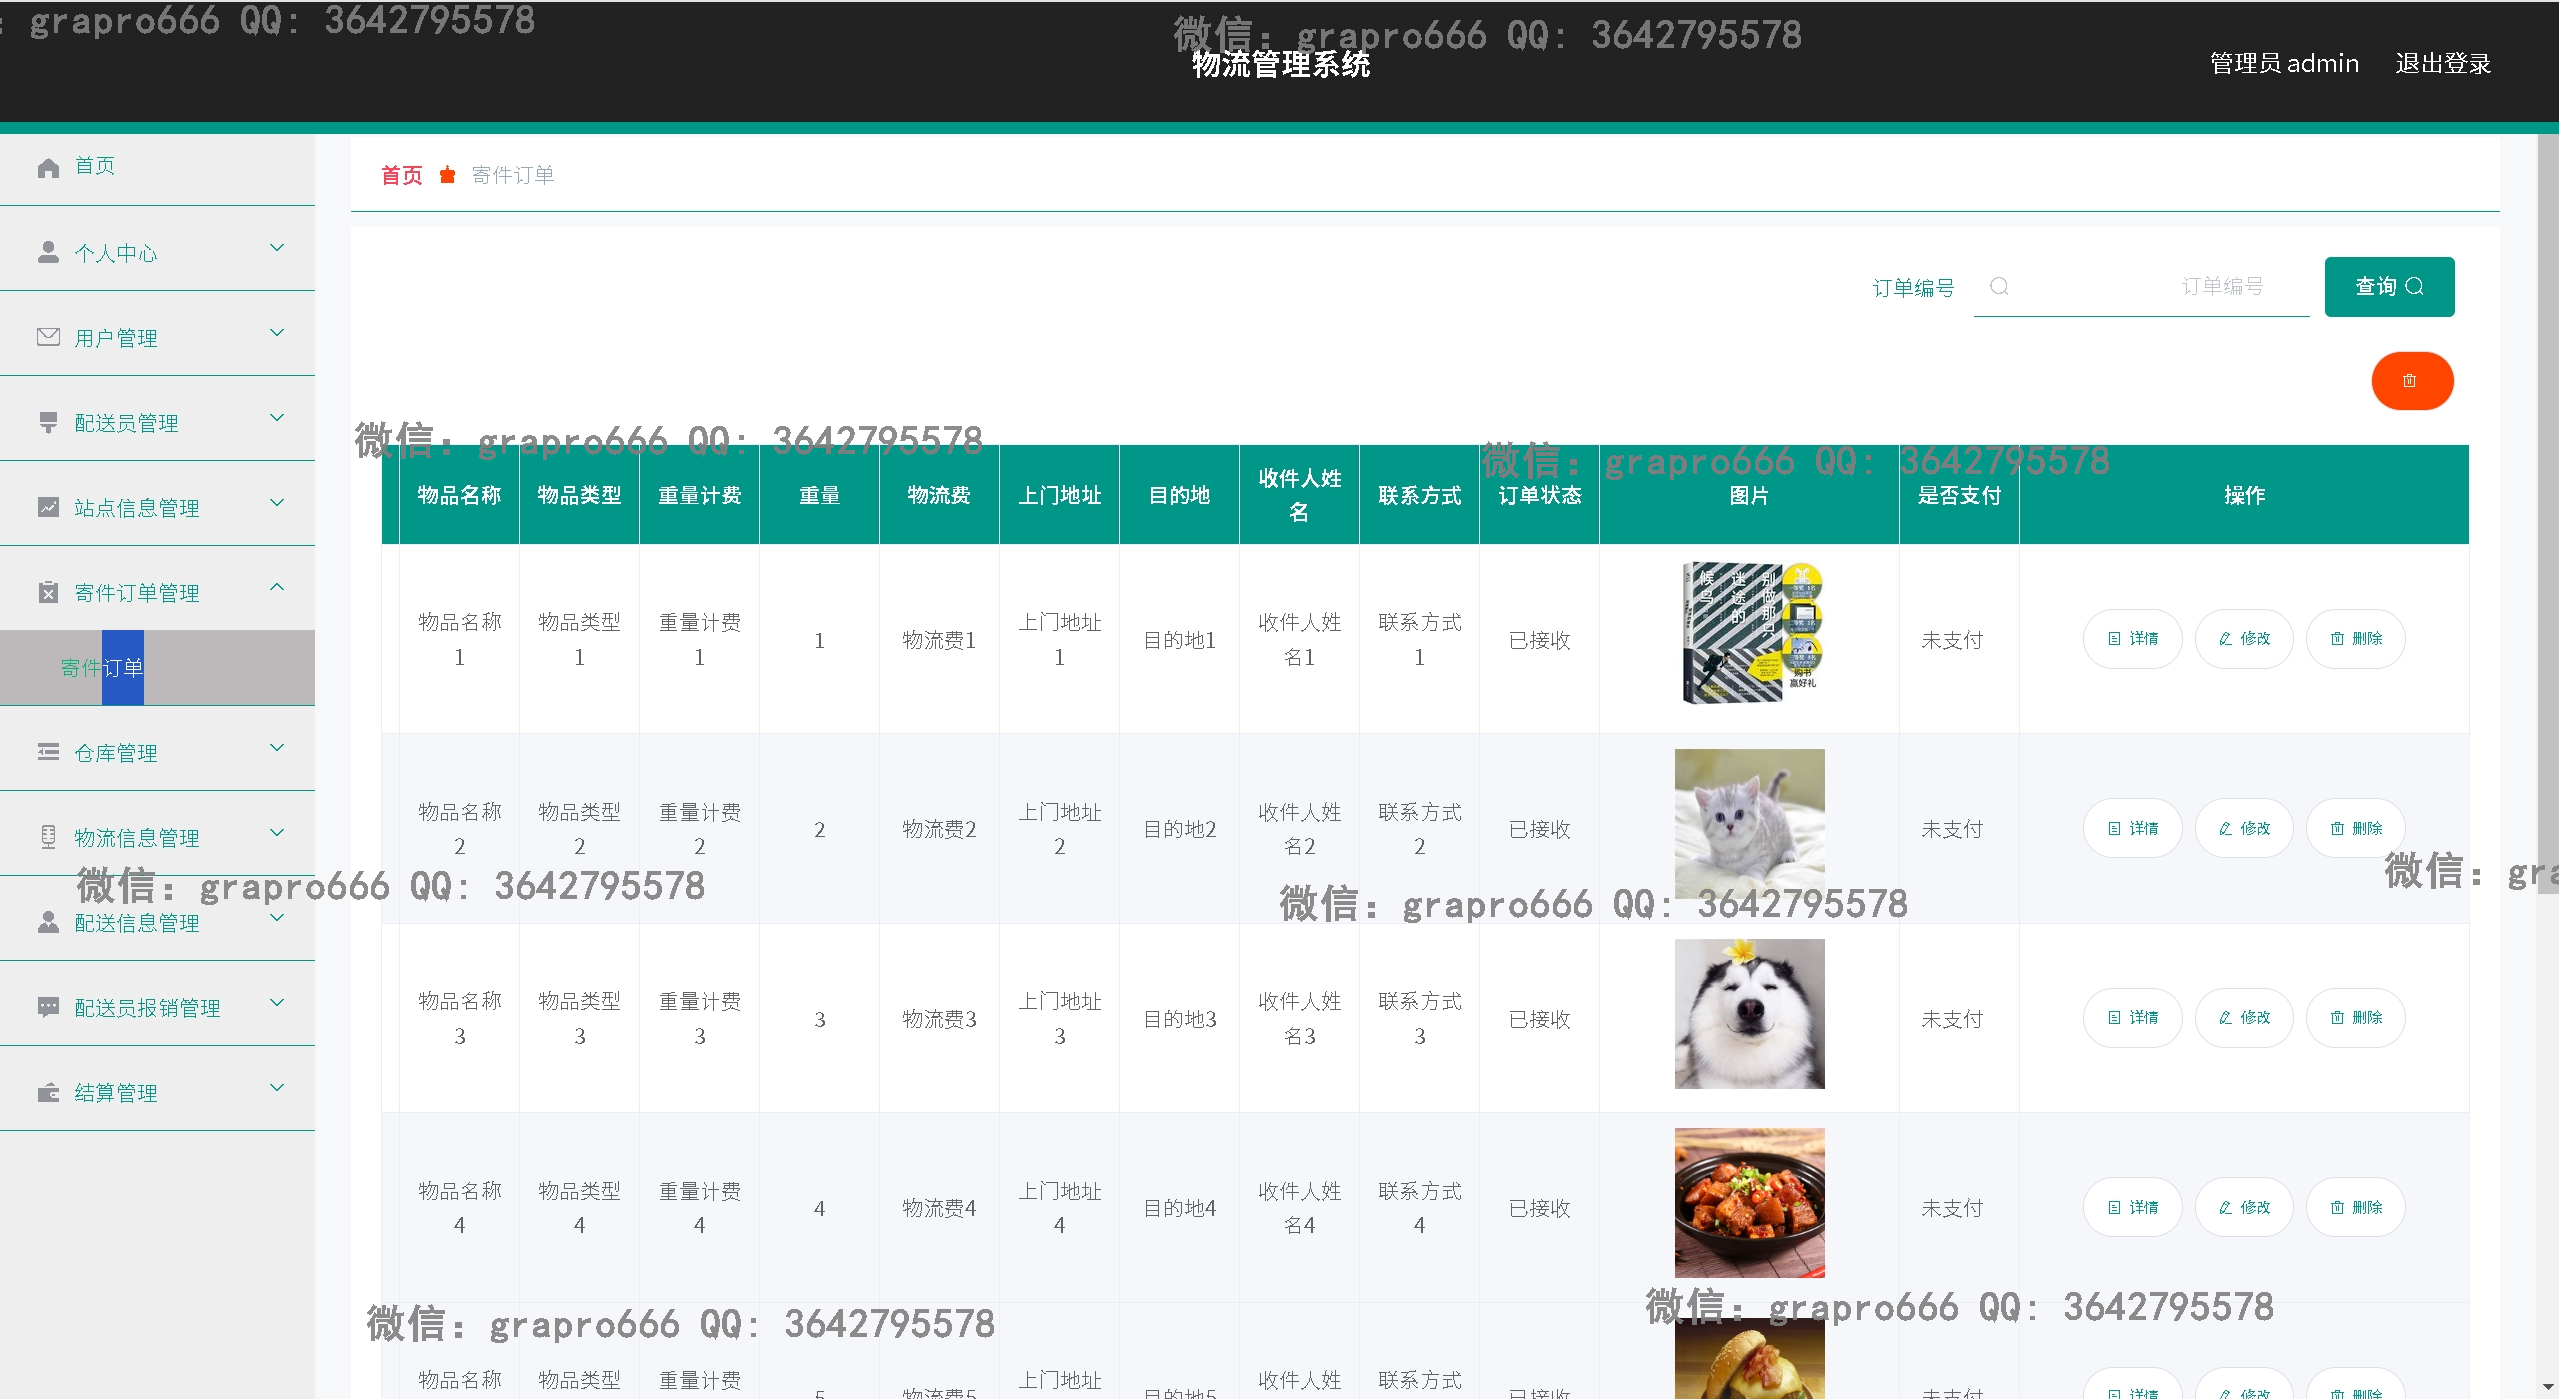 : grapro666 QQ: 3642795578
微信: grapro666 QQ: 3642795578
物流管理系统
管理员 admin
退出登录
首页
个人中心
用户管理
配送员管理
站点信息管理
寄件订单管理
寄件订单
仓库管理
物流信息管理
配送信息管理
配送员报销管理
结算管理
首页 寄件订单
订单编号 订单编号 查询
微信: grapro666 QQ: 3642795578
微信: grapro666 QQ: 3642795578
物品名称 物品类型 重量计费 重量 物流费 上门地址 目的地 收件人姓名 联系方式 订单状态 图片 是否支付 操作
物品名称1 物品类型1 重量计费1 1 物流费1 上门地址1 目的地1 收件人姓名1 联系方式1 已接收 未支付 详情 修改 删除
别做那只
迷途的
候鸟
购书
赢好礼
物品名称2 物品类型2 重量计费2 2 物流费2 上门地址2 目的地2 收件人姓名2 联系方式2 已接收 未支付 详情 修改 删除
微信: grapro666 QQ: 3642795578
微信: grapro666 QQ: 3642795578
微信: gra
物品名称3 物品类型3 重量计费3 3 物流费3 上门地址3 目的地3 收件人姓名3 联系方式3 已接收 未支付 详情 修改 删除
物品名称4 物品类型4 重量计费4 4 物流费4 上门地址4 目的地4 收件人姓名4 联系方式4 已接收 未支付 详情 修改 删除
微信: grapro666 QQ: 3642795578
微信: grapro666 QQ: 3642795578
物品名称 物品类型 重量计费 5 物流费5 上门地址 目的地5 收件人姓 联系方式 已接收 未支付 详情 修改 删除